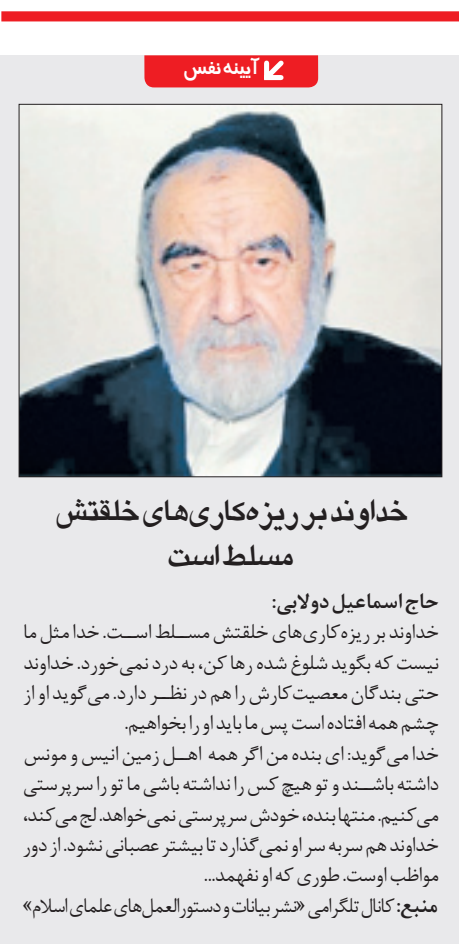 آیینه نفس
خداوند بر ریزه‌کاری‌های خلقتش
مسلط است
حاج اسماعیل دولابی:
خداوند بر ریزه کاری‌های خلقتش مسلط است. خدا مثل ما
نیست که بگوید شلوغ شده رها کن، به درد نمی‌خورد. خداوند
حتی بندگان معصیت‌کارش را هم در نظر دارد. می گوید او از
چشم همه افتاده است پس ما باید او را بخواهیم.
خدا می گوید: ای بنده من اگر همه اهل زمین انیس و مونس
داشته باشند و تو هیچ کس را نداشته باشی ما تو را سرپرستی
می‌کنیم. منتها بنده، خودش سرپرستی نمی‌خواهد. لج می کند،
خداوند هم سربه سر او نمی گذارد تا بیشتر عصبانی نشود. از دور
مواظب اوست. طوری که او نفهمد...
منبع: کانال تلگرامی «نشر بیانات و دستورالعمل‌های علمای اسلام»